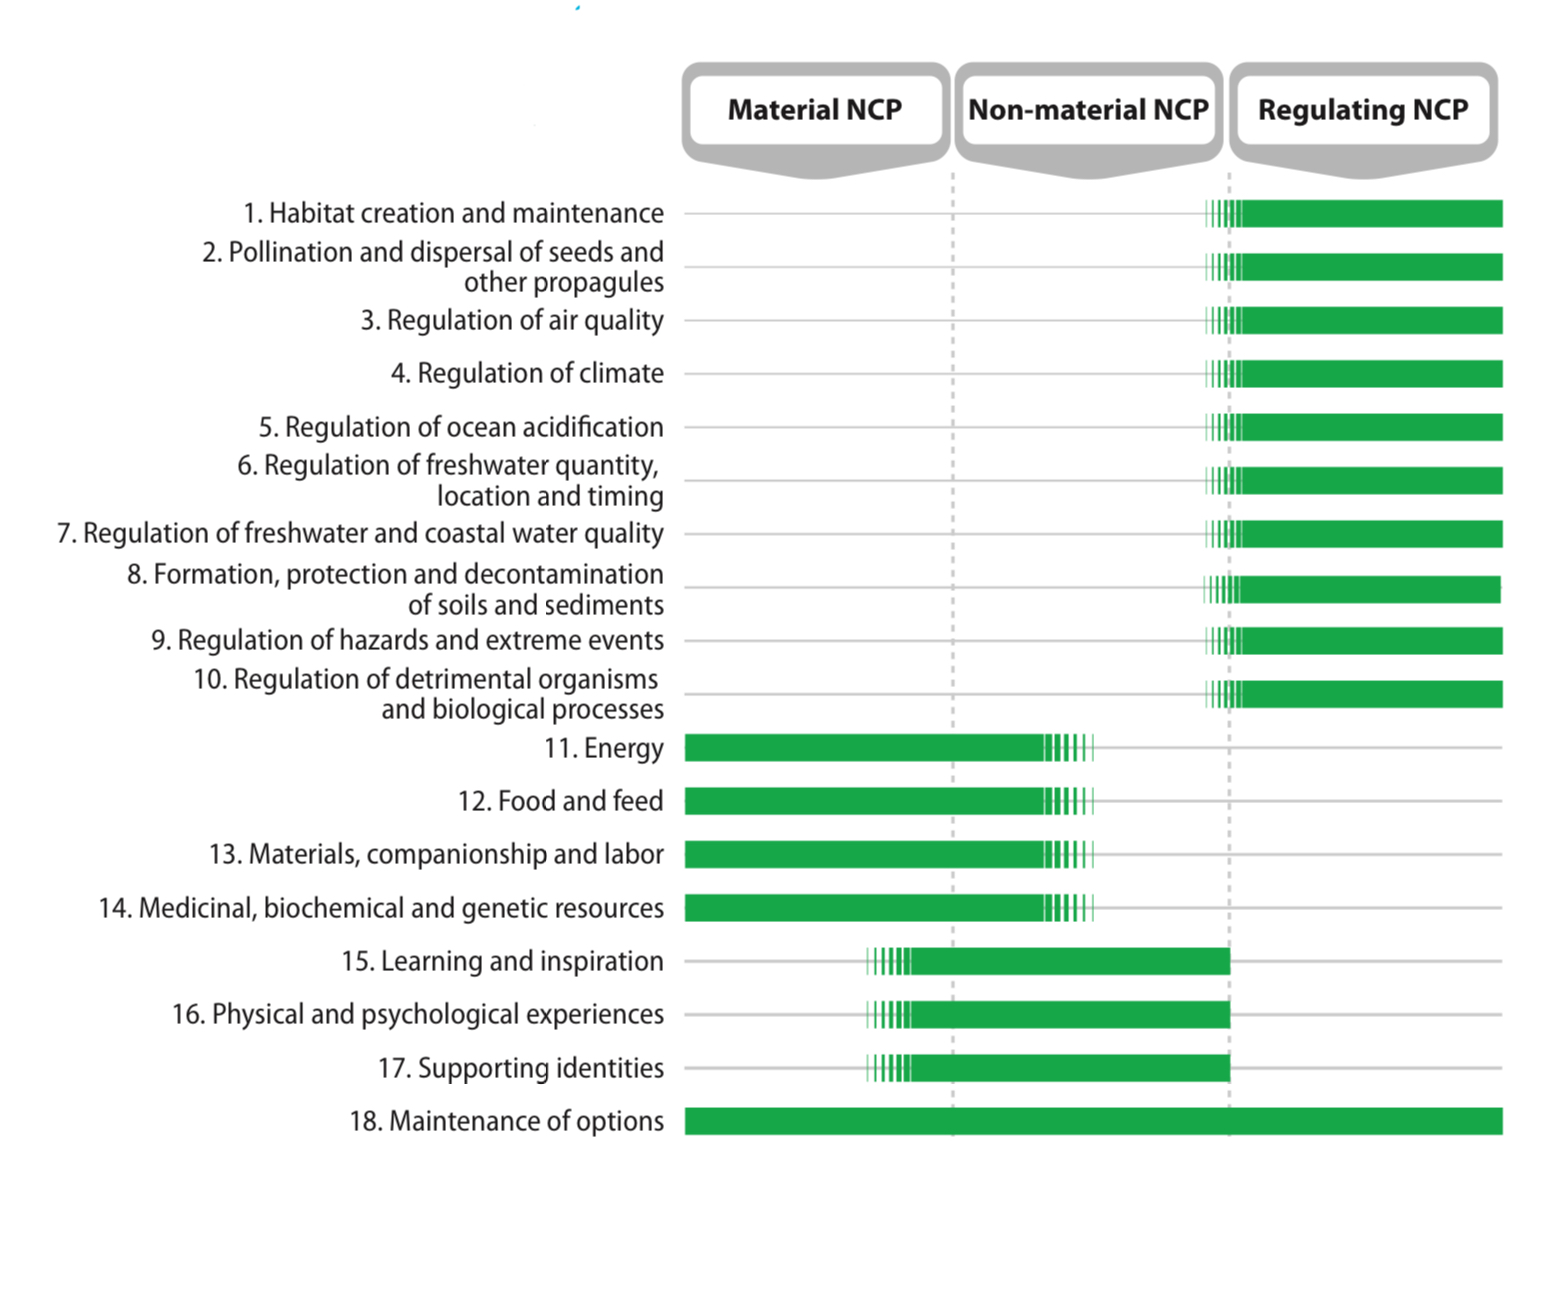 Material NCP
Non-material NCP
Regulating NCP
1. Habitat creation and maintenance
2. Pollination and dispersal of seeds and
other propagules
3. Regulation of air quality
4. Regulation of climate
5. Regulation of ocean acidification
6. Regulation of freshwater quantity,
location and timing
7. Regulation of freshwater and coastal water quality
8. Formation, protection and decontamination
of soils and sediments
9. Regulation of hazards and extreme events
10. Regulation of detrimental organisms
and biological processes
11. Energy
12. Food and feed
13. Materials, companionship and labor
14. Medicinal, biochemical and genetic resources
15. Learning and inspiration
16. Physical and psychological experiences
17. Supporting identities
18. Maintenance of options